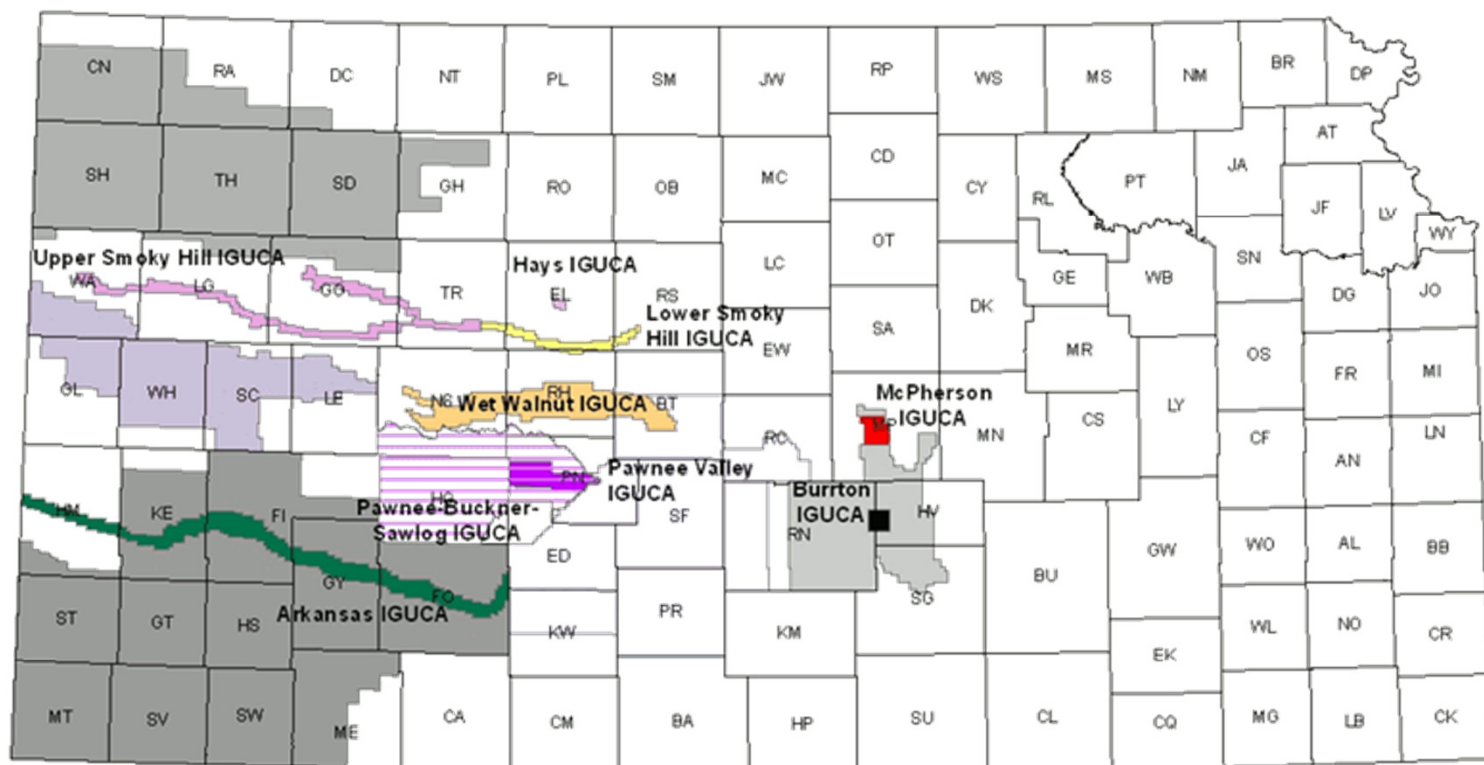 CN RA DC NT PL SM JW RP WS MS NM BR DP
AT
SH TH SD GH RO OB MC CD CY RL PT JA JF LV
WY
Upper Smoky Hill IGUCA
Hays IGUCA
WA LG GO TR EL RS LC OT DK GE WB SN DG JO
Lower Smoky
Hill IGUCA
EW SA MR OS FR MI
GL WH SC LE NS RH BT
Wet Walnut IGUCA
McPherson
IGUCA
RC MP MN CS LY CF AN LN
Pawnee Valley
IGUCA
PN
Pawnee-Buckner-
Sawlog IGUCA
HG
Burrton
IGUCA
HM KE FI SF RN HV BU GW WO AL BB
GY FO ED SG
Arkansas IGUCA
ST GT HS KW PR KM EK WL NO CR
MT SV SW ME CA CM BA HP SU CL CQ MG LB CK